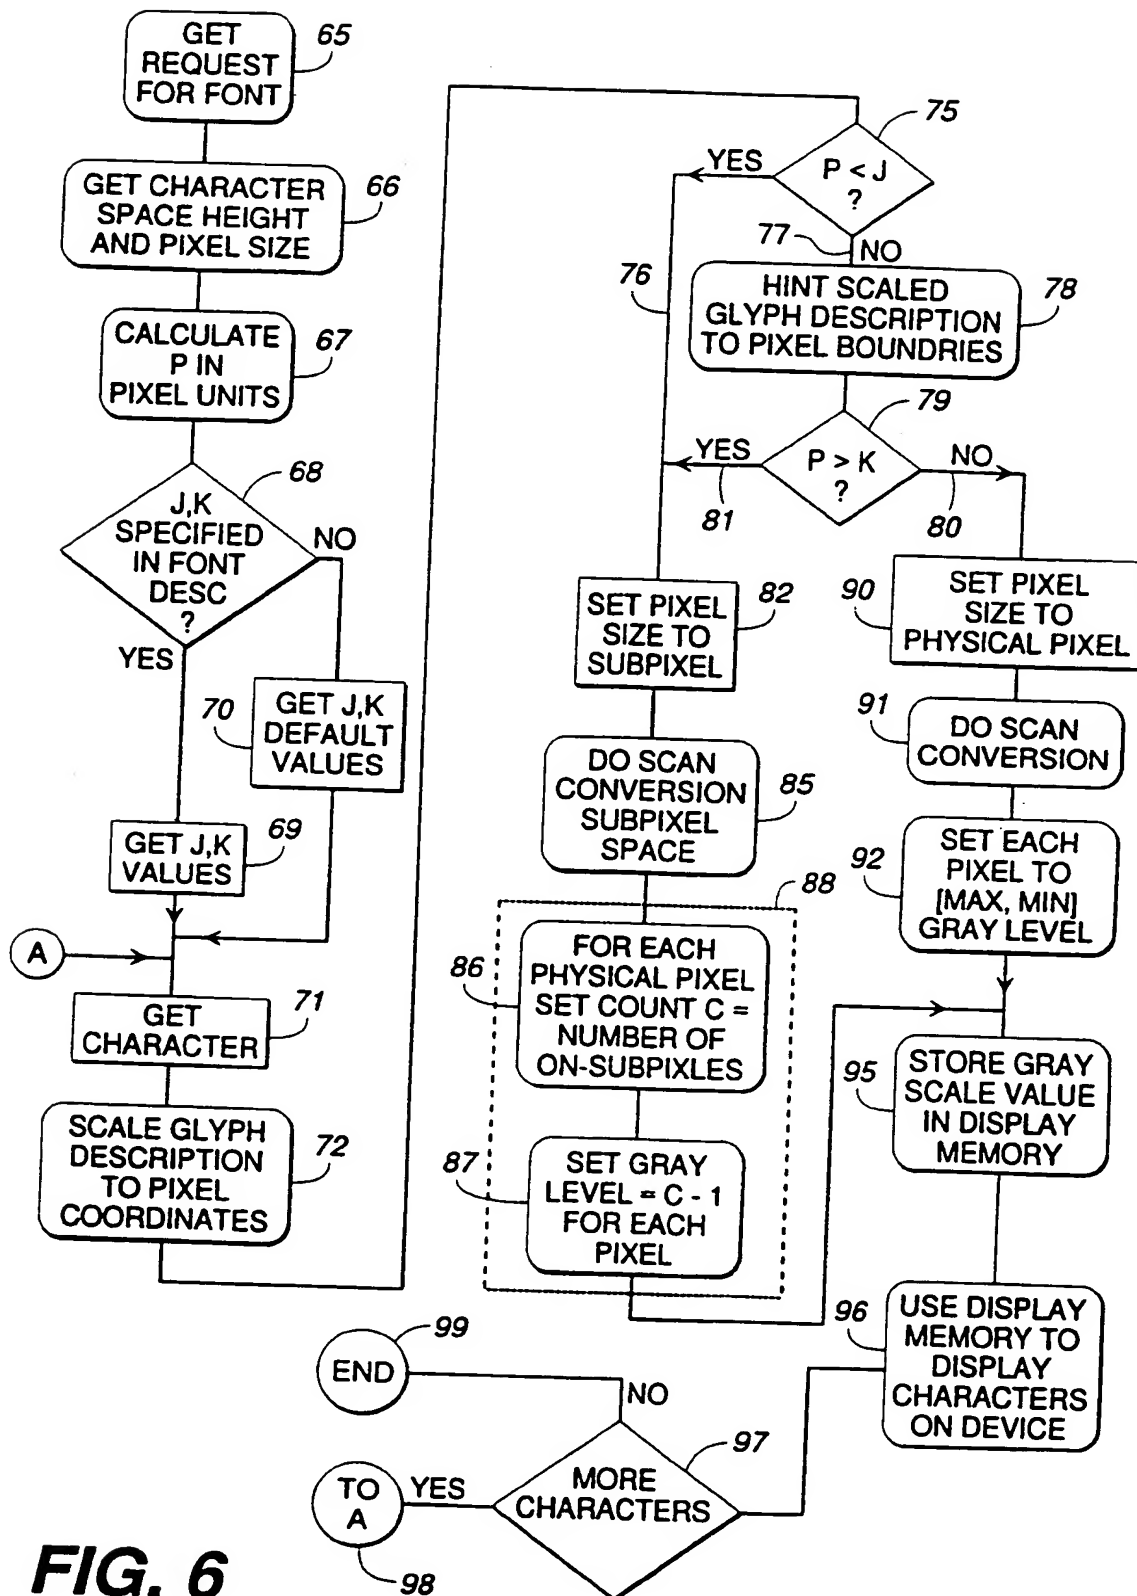 GET
REQUEST
FOR FONT
65
GET CHARACTER
SPACE HEIGHT
AND PIXEL SIZE
66
CALCULATE
P IN
PIXEL UNITS
67
J,K
SPECIFIED
IN FONT
DESC
?
68
NO
YES
GET J,K
DEFAULT
VALUES
70
GET J,K
VALUES
69
A
GET
CHARACTER
71
SCALE GLYPH
DESCRIPTION
TO PIXEL
COORDINATES
72
P < J
?
75
YES
76
77
NO
HINT SCALED
GLYPH DESCRIPTION
TO PIXEL BOUNDRIES
78
P > K
?
79
YES
81
NO
80
SET PIXEL
SIZE TO
SUBPIXEL
82
DO SCAN
CONVERSION
SUBPIXEL
SPACE
85
88
FOR EACH
PHYSICAL PIXEL
SET COUNT C =
NUMBER OF
ON-SUBPIXLES
86
SET GRAY
LEVEL = C - 1
FOR EACH
PIXEL
87
SET PIXEL
SIZE TO
PHYSICAL PIXEL
90
DO SCAN
CONVERSION
91
SET EACH
PIXEL TO
[MAX, MIN]
GRAY LEVEL
92
STORE GRAY
SCALE VALUE
IN DISPLAY
MEMORY
95
USE DISPLAY
MEMORY TO
DISPLAY
CHARACTERS
ON DEVICE
96
MORE
CHARACTERS
97
NO
END
99
YES
TO
A
98
FIG. 6